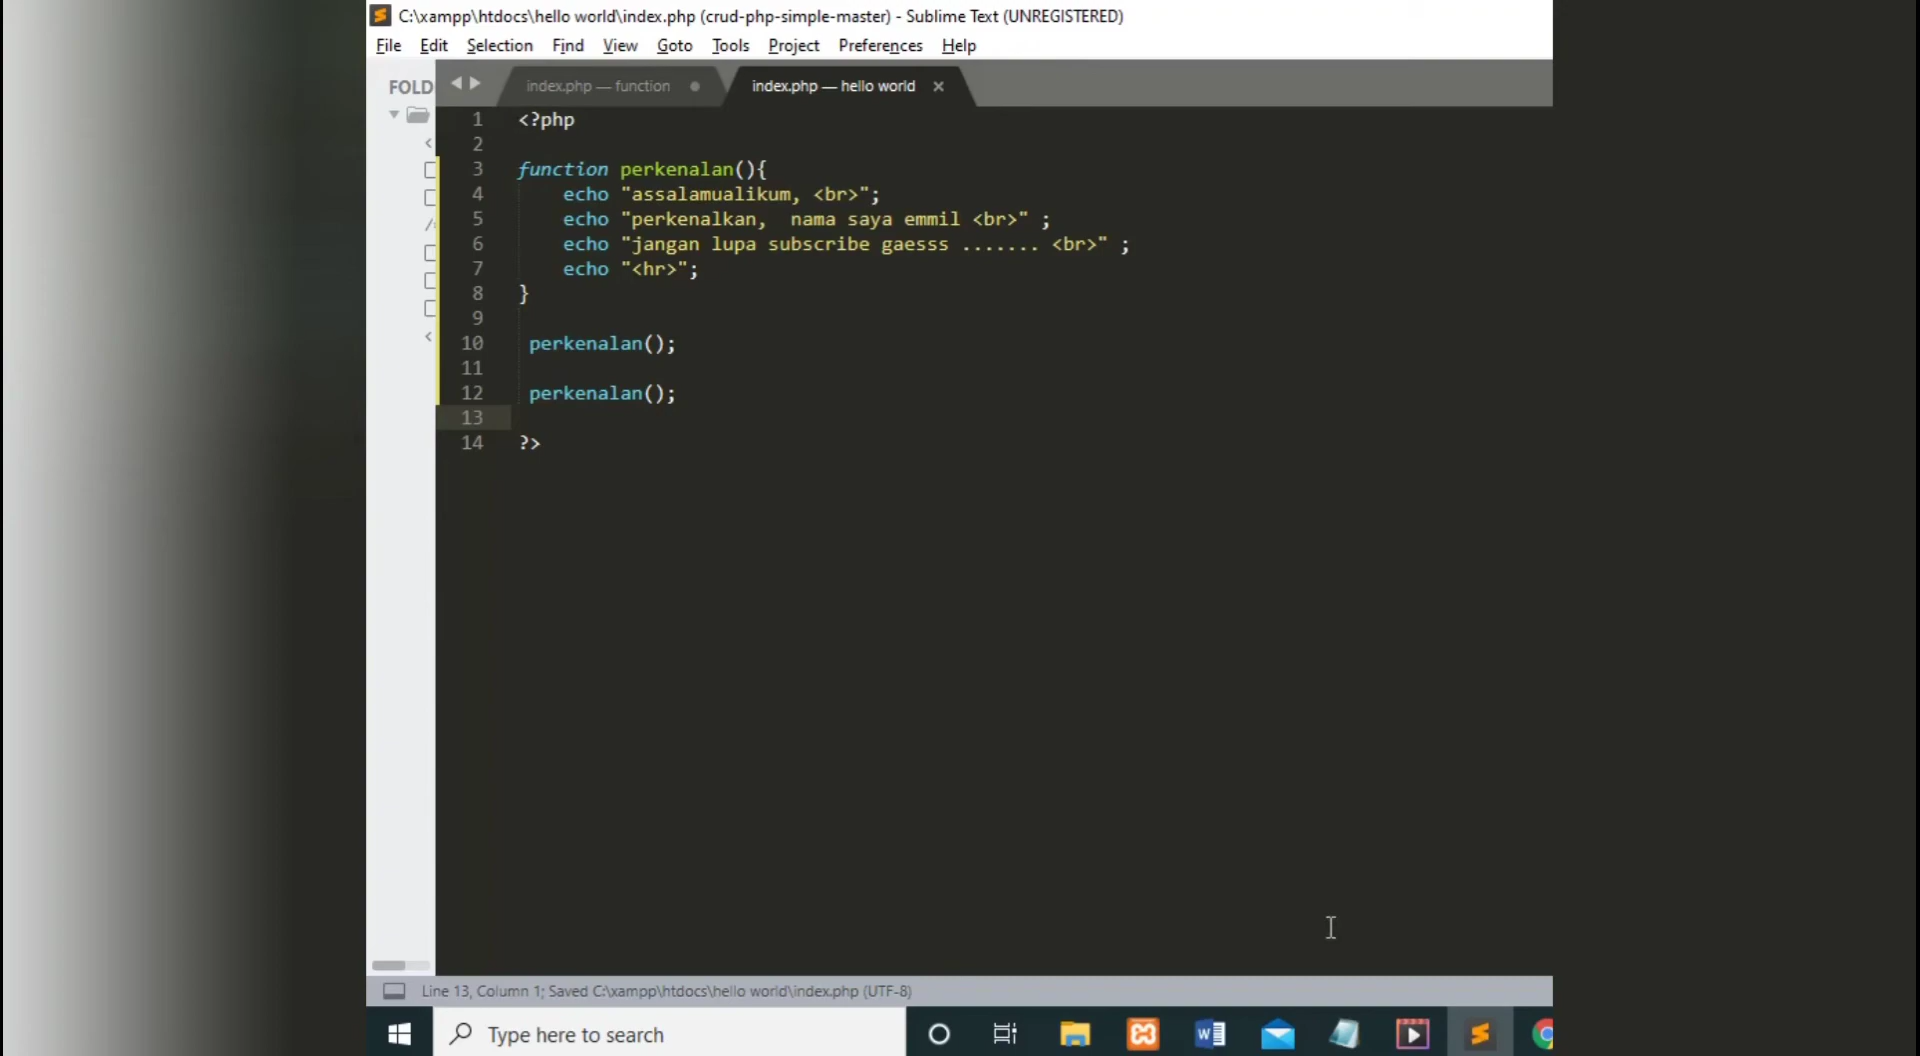 C:\xampp\htdocs\hello world\index.php (crud-php-simple-master) - Sublime Text (UNREGISTERED)
File Edit Selection Find View Goto Tools Project Preferences Help
FOLD
index.php — function
index.php — hello world
1 <?php
2
3 function perkenalan(){
4 echo "assalamualikum, <br>";
5 echo "perkenalkan,  nama saya emmil <br>" ;
6 echo "jangan lupa subscribe gaesss ....... <br>" ;
7 echo "<hr>";
8 }
9
10 perkenalan();
11
12 perkenalan();
13
14 ?>
Line 13, Column 1; Saved C:\xampp\htdocs\hello world\index.php (UTF-8)
Type here to search